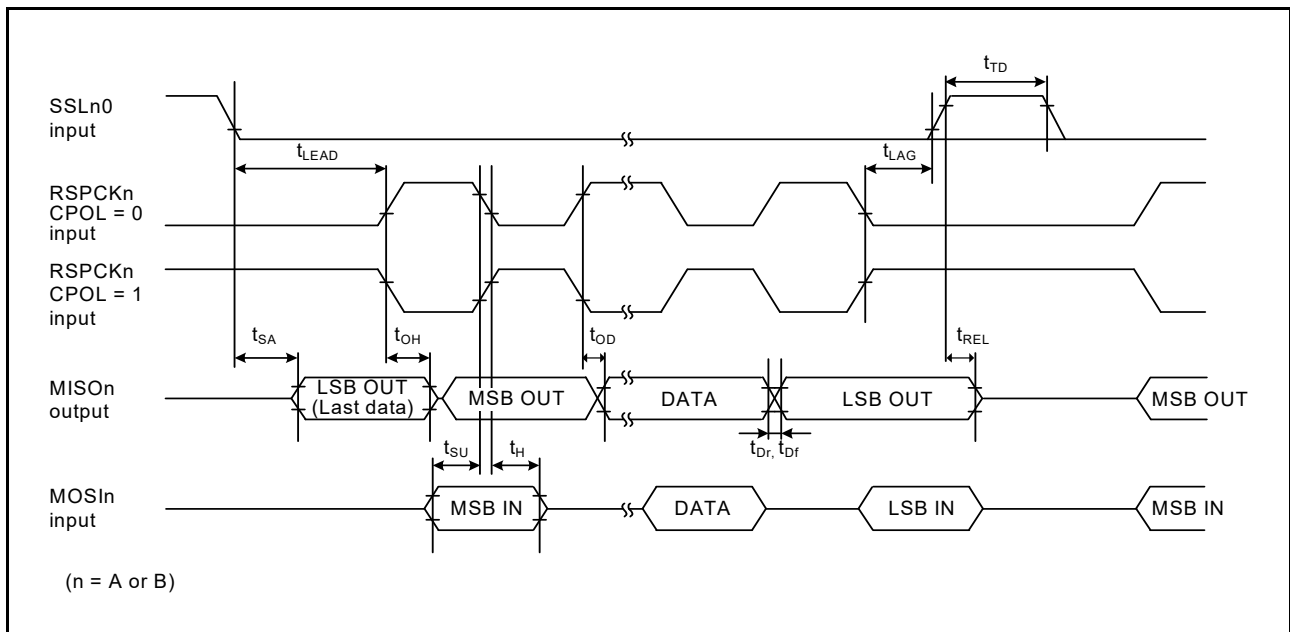 tTD
SSLn0
input
tLEAD
tLAG
RSPCKn
CPOL = 0
input
RSPCKn
CPOL = 1
input
tSA
tOH
tOD
tREL
MISOn
output
LSB OUT
(Last data)
MSB OUT
DATA
LSB OUT
MSB OUT
tSU
tH
tDr, tDf
MOSIn
input
MSB IN
DATA
LSB IN
MSB IN
(n = A or B)